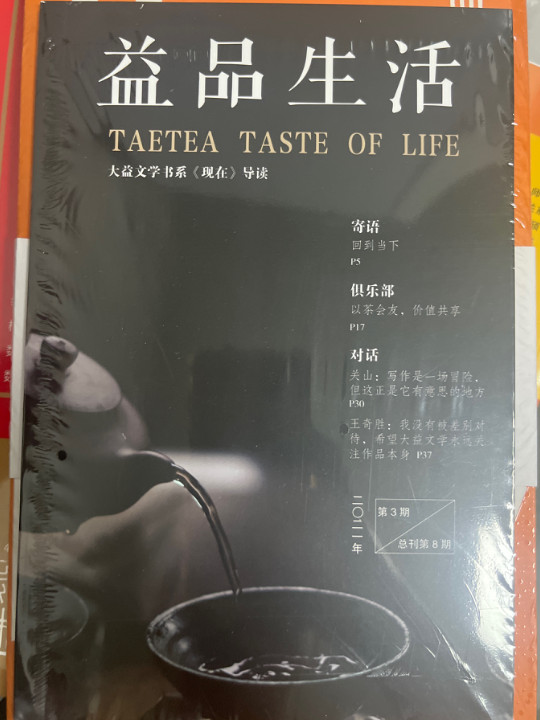 益品生活
TAETEA TASTE OF LIFE
大益文学书系《现在》导读
寄语
回到当下
P5
俱乐部
以茶会友，价值共享
P17
对话
关山：写作是一场冒险，
但这正是它有意思的地方
P30
王奇胜：我没有被差别对
待，希望大益文学永远关
注作品本身 P37
二〇二一年
第3期
总刊第8期